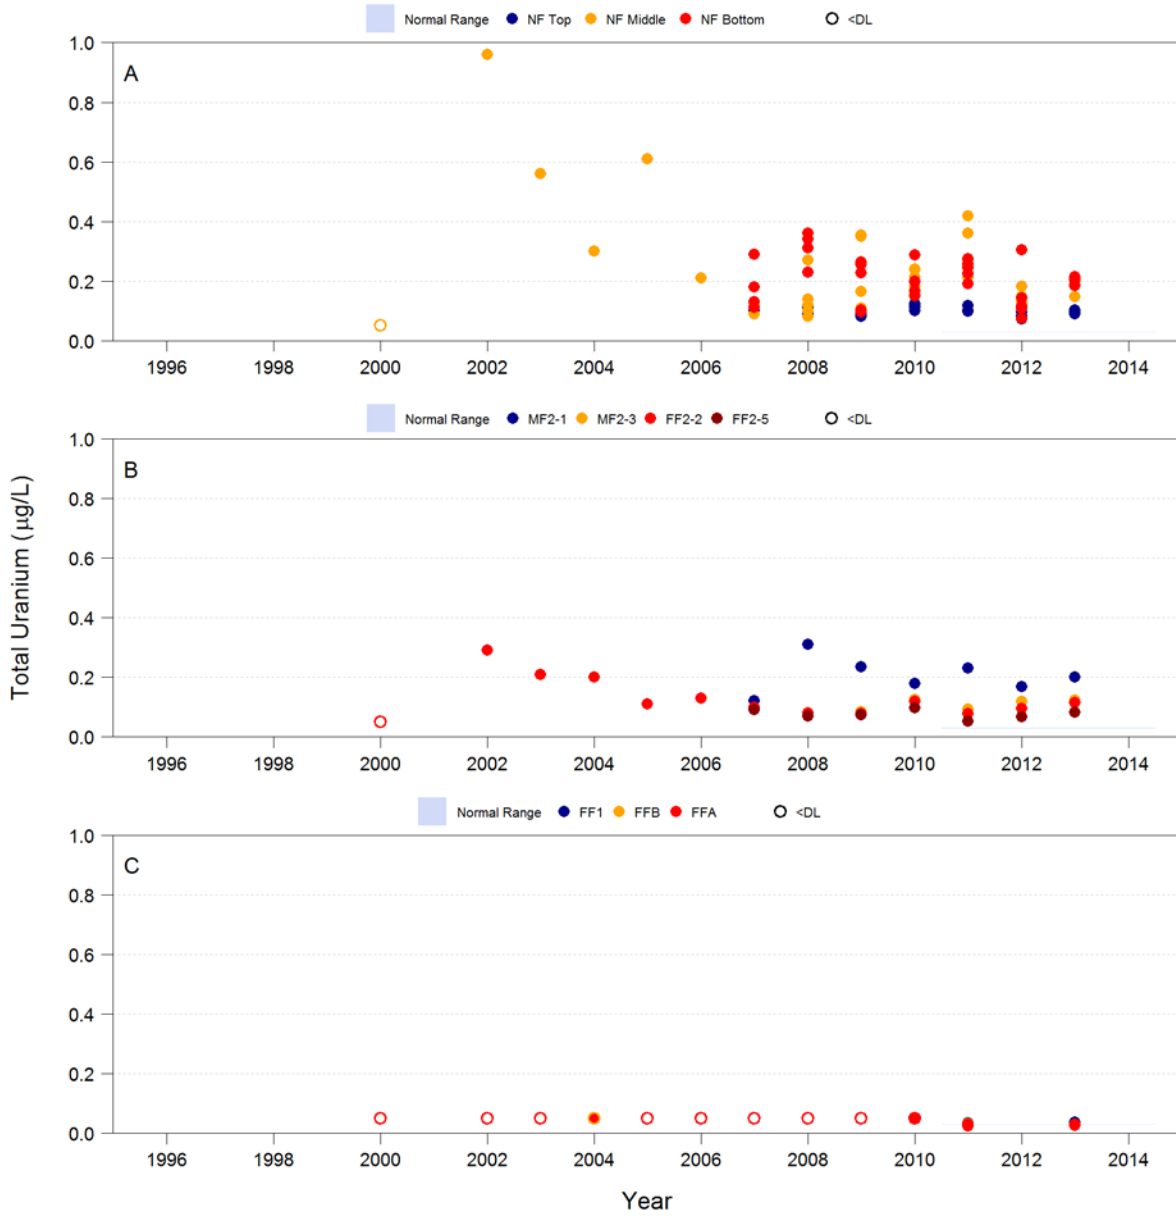 Normal Range NF Top NF Middle NF Bottom <DL
A
1.0
0.8
0.6
0.4
0.2
0.0
1996 1998 2000 2002 2004 2006 2008 2010 2012 2014
Normal Range MF2-1 MF2-3 FF2-2 FF2-5 <DL
B
1.0
0.8
0.6
0.4
0.2
0.0
1996 1998 2000 2002 2004 2006 2008 2010 2012 2014
Total Uranium (µg/L)
Normal Range FF1 FFB FFA <DL
C
1.0
0.8
0.6
0.4
0.2
0.0
1996 1998 2000 2002 2004 2006 2008 2010 2012 2014
Year